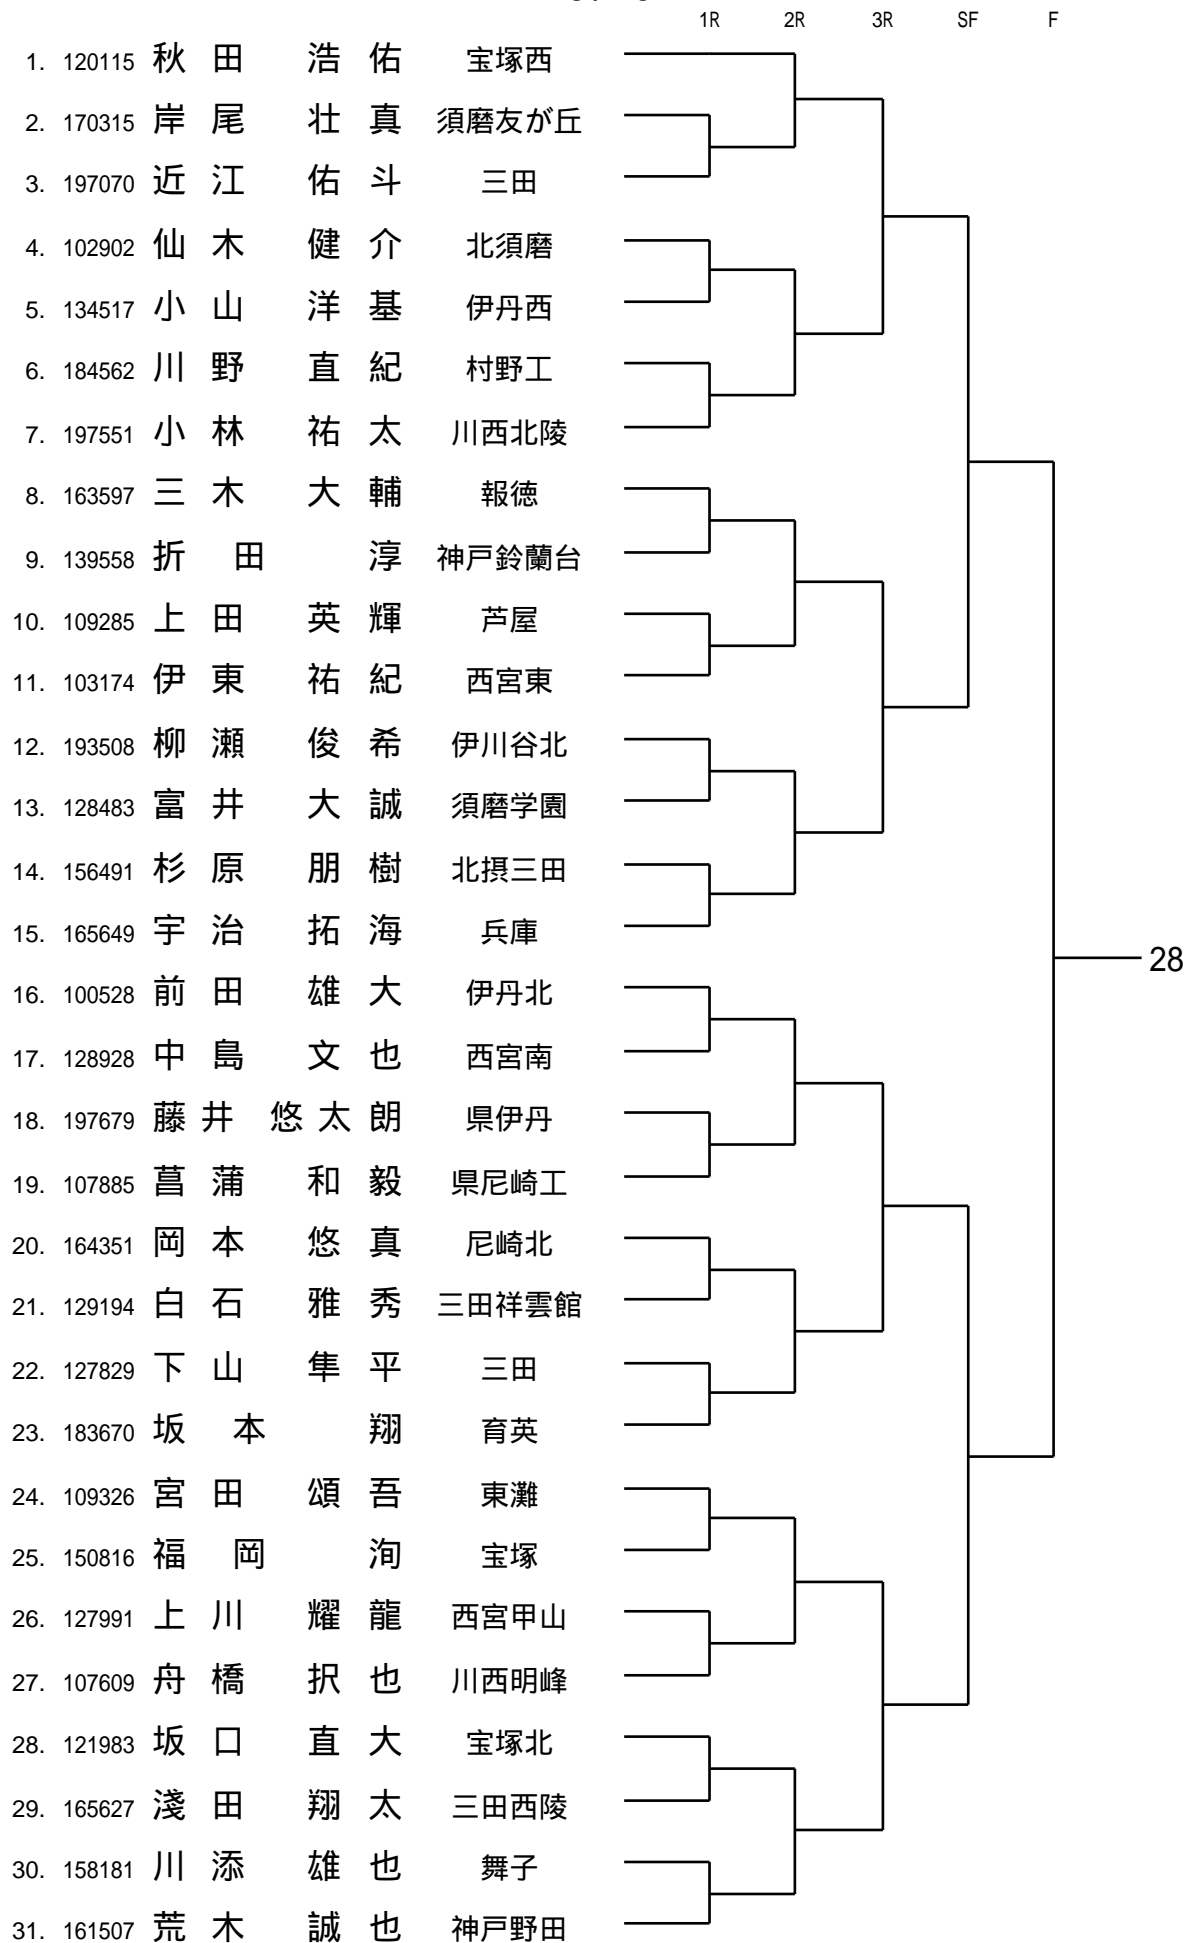 1R 2R 3R SF F
1. 120115 秋田 浩佑 宝塚西
2. 170315 岸尾 壮真 須磨友が丘
3. 197070 近江 佑斗 三田
4. 102902 仙木 健介 北須磨
5. 134517 小山 洋基 伊丹西
6. 184562 川野 直紀 村野工
7. 197551 小林 祐太 川西北陵
8. 163597 三木 大輔 報徳
9. 139558 折田 淳 神戸鈴蘭台
10. 109285 上田 英輝 芦屋
11. 103174 伊東 祐紀 西宮東
12. 193508 柳瀬 俊希 伊川谷北
13. 128483 富井 大誠 須磨学園
14. 156491 杉原 朋樹 北摂三田
15. 165649 宇治 拓海 兵庫
28
16. 100528 前田 雄大 伊丹北
17. 128928 中島 文也 西宮南
18. 197679 藤井 悠太朗 県伊丹
19. 107885 菖蒲 和毅 県尼崎工
20. 164351 岡本 悠真 尼崎北
21. 129194 白石 雅秀 三田祥雲館
22. 127829 下山 隼平 三田
23. 183670 坂本 翔 育英
24. 109326 宮田 頌吾 東灘
25. 150816 福岡 洵 宝塚
26. 127991 上川 耀龍 西宮甲山
27. 107609 舟橋 択也 川西明峰
28. 121983 坂口 直大 宝塚北
29. 165627 淺田 翔太 三田西陵
30. 158181 川添 雄也 舞子
31. 161507 荒木 誠也 神戸野田